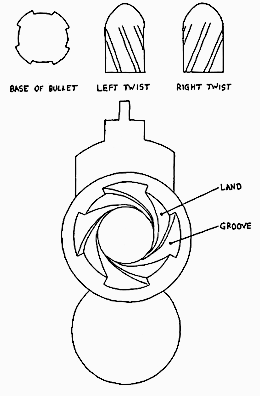 BASE OF BULLET
LEFT TWIST
RIGHT TWIST
LAND
GROOVE